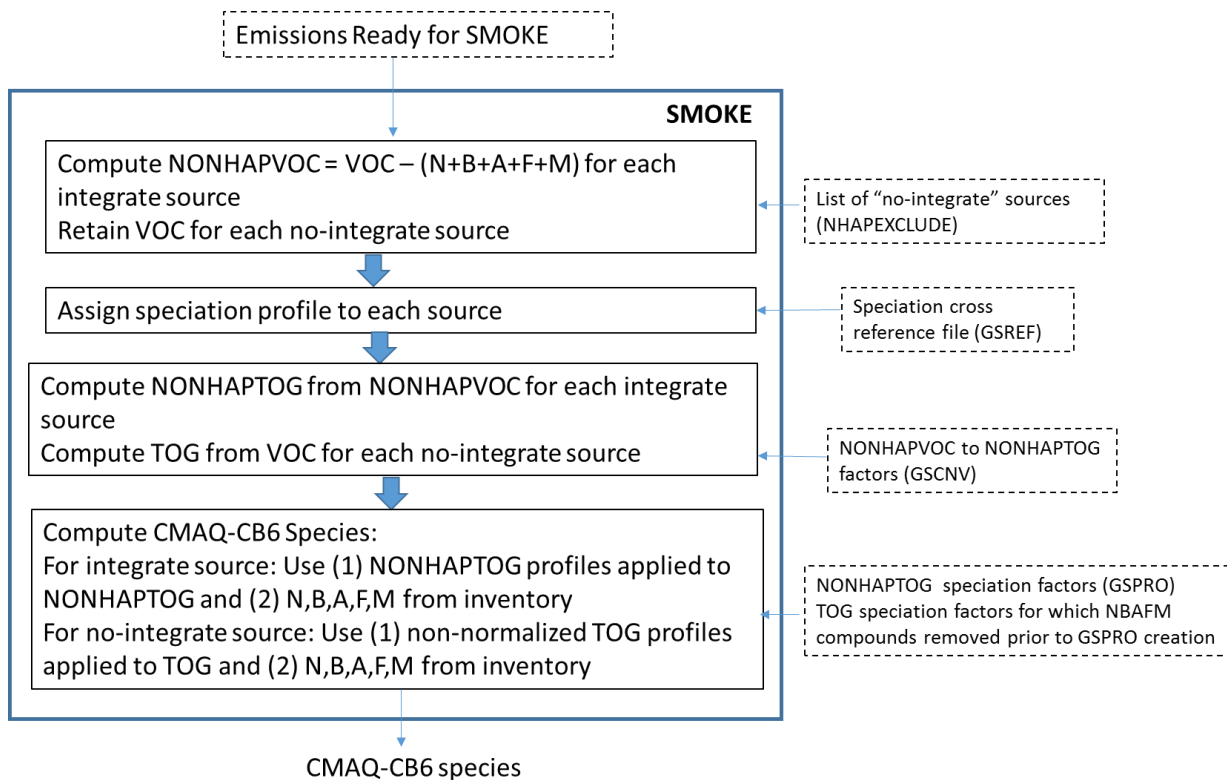 Emissions Ready for SMOKE
SMOKE
Compute NONHAPVOC = VOC – (N+B+A+F+M) for each
integrate source
Retain VOC for each no-integrate source
List of “no-integrate” sources
(NHAPEXCLUDE)
Assign speciation profile to each source
Speciation cross
reference file (GSREF)
Compute NONHAPTOG from NONHAPVOC for each integrate
source
Compute TOG from VOC for each no-integrate source
NONHAPVOC to NONHAPTOG
factors (GSCNV)
Compute CMAQ-CB6 Species:
For integrate source: Use (1) NONHAPTOG profiles applied to
NONHAPTOG and (2) N,B,A,F,M from inventory
For no-integrate source: Use (1) non-normalized TOG profiles
applied to TOG and (2) N,B,A,F,M from inventory
NONHAPTOG speciation factors (GSPRO)
TOG speciation factors for which NBAFM
compounds removed prior to GSPRO creation
CMAQ-CB6 species